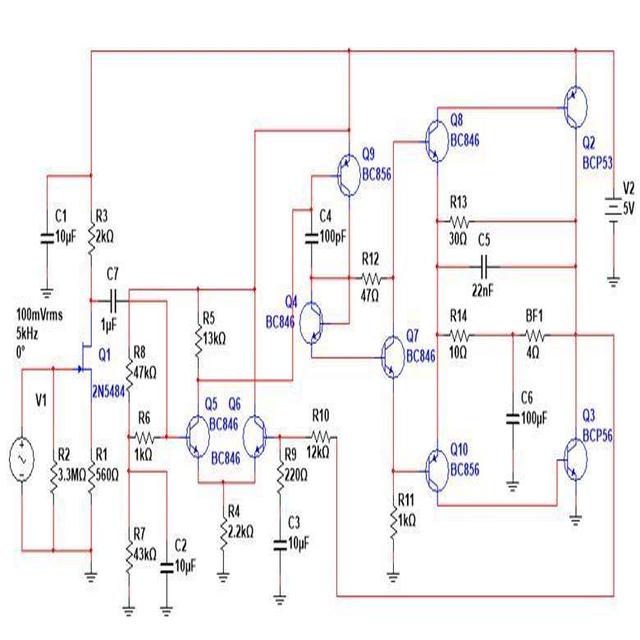 Q9
BC856
Q8
BC846
Q2
BCP53
V2
5V
C1
10µF
R3
2kΩ
C4
100pF
R13
30Ω
C5
22nF
C7
1µF
R12
47Ω
100mVrms
5kHz
0°
V1
Q1
2N5484
R8
47kΩ
R5
13kΩ
Q4
BC846
Q7
BC846
R14
10Ω
BF1
4Ω
R2
3.3MΩ
R1
560Ω
R6
1kΩ
Q5
BC846
Q6
BC846
R10
12kΩ
R9
220Ω
C6
100µF
Q3
BCP56
Q10
BC856
R7
43kΩ
C2
10µF
R4
2.2kΩ
C3
10µF
R11
1kΩ